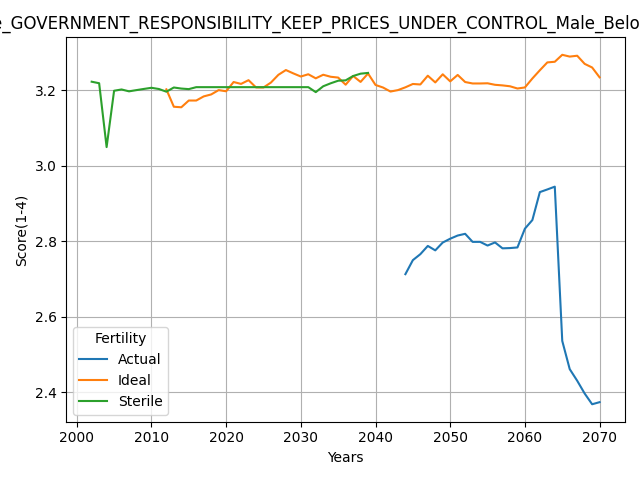 _GOVERNMENT_RESPONSIBILITY_KEEP_PRICES_UNDER_CONTROL_Male_Belo
Score(1-4)
3.2
3.0
2.8
2.6
2.4
Fertility
Actual
Ideal
Sterile
2000 2010 2020 2030 2040 2050 2060 2070
Years